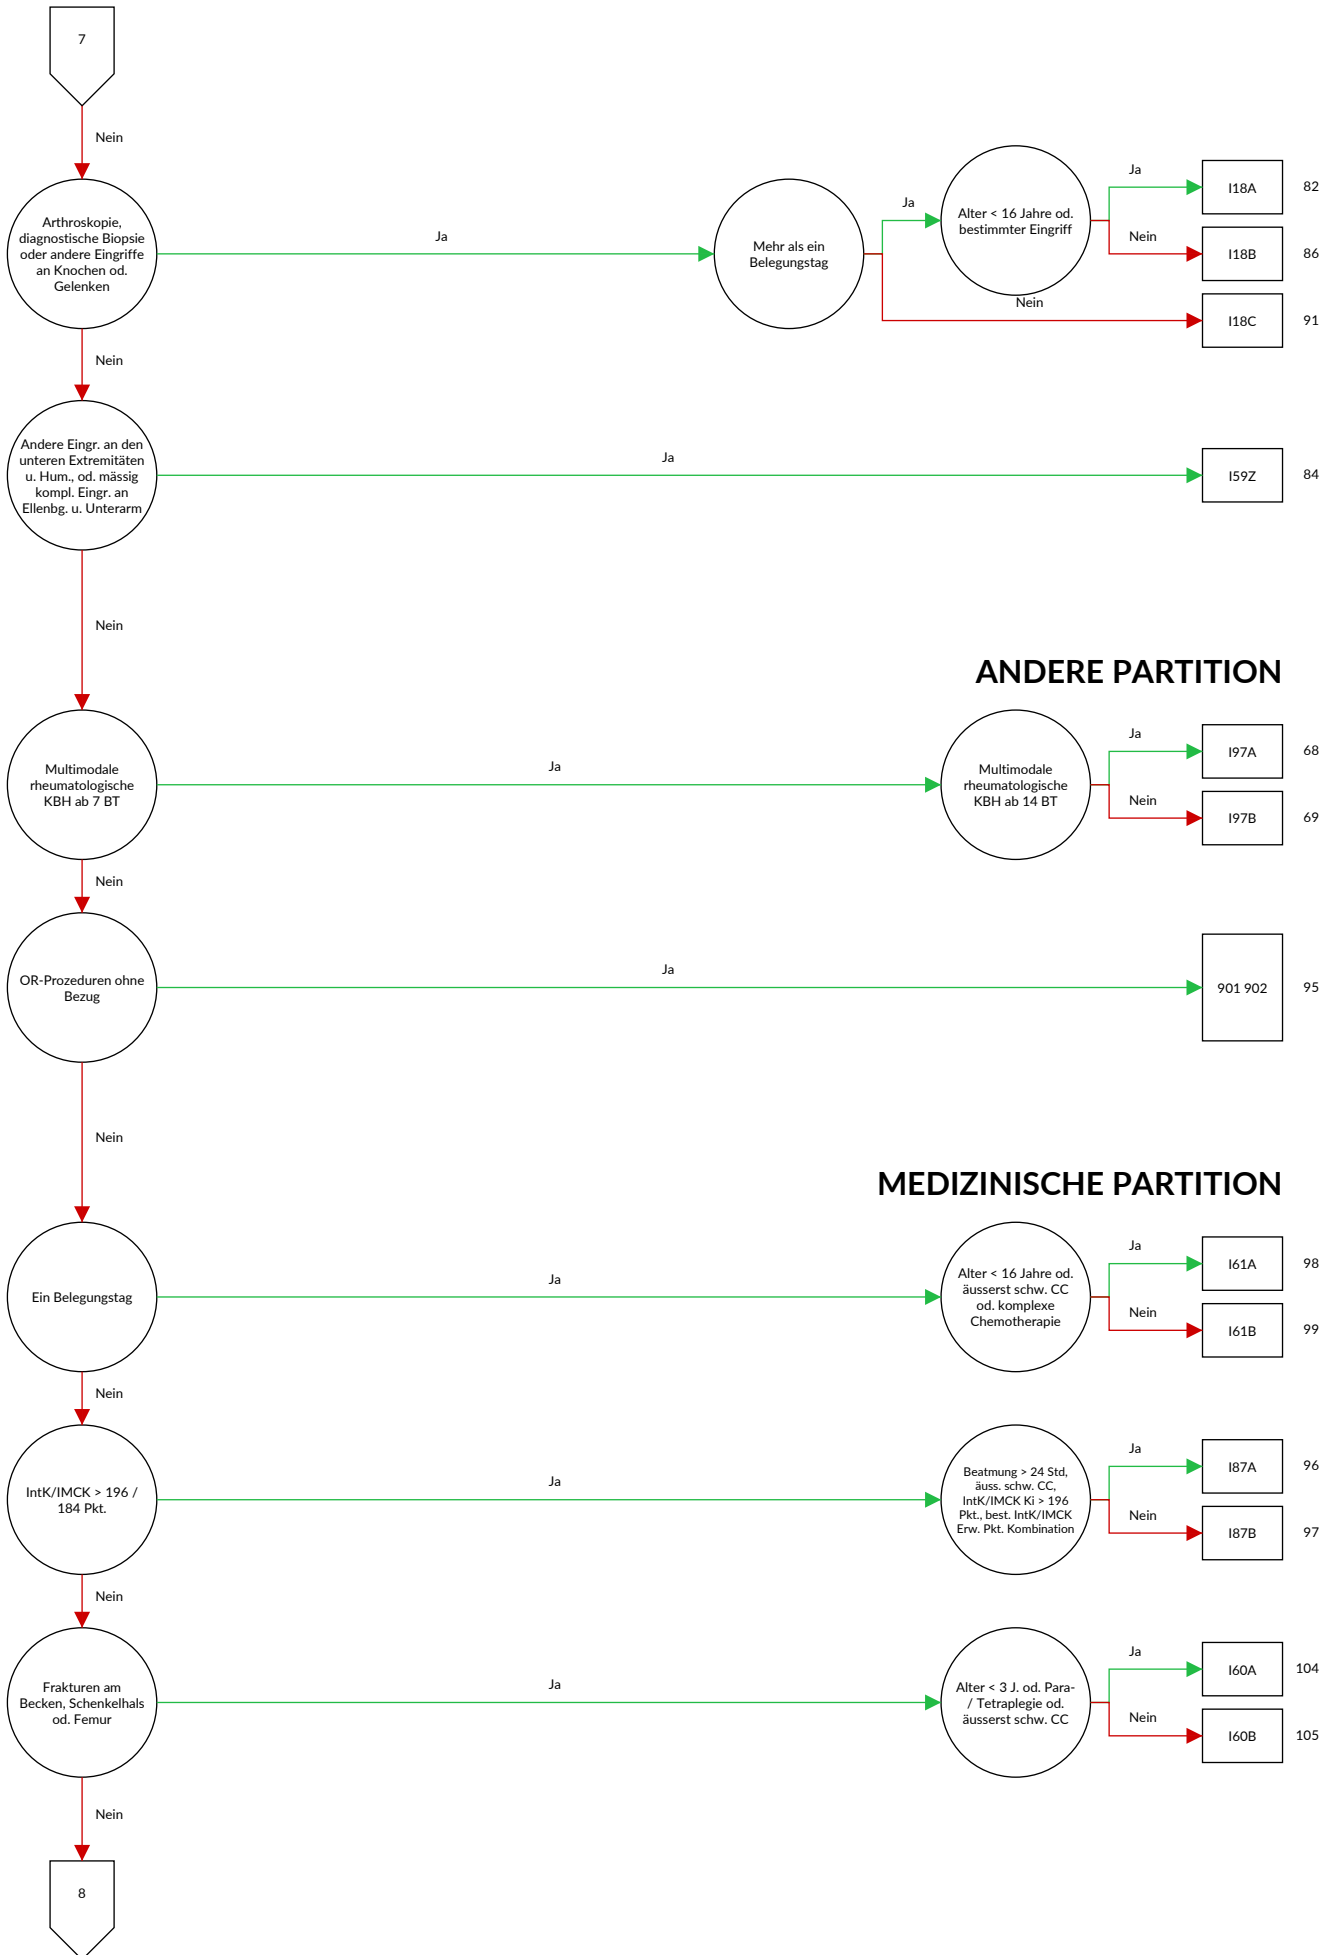 7
Nein
Arthroskopie,
diagnostische Biopsie
oder andere Eingriffe
an Knochen od.
Gelenken
Ja
Mehr als ein
Belegungstag
Ja
Alter < 16 Jahre od.
bestimmter Eingriff
Ja
I18A
82
Nein
I18B
86
Nein
I18C
91
Nein
Andere Eingr. an den
unteren Extremitäten
u. Hum., od. mässig
kompl. Eingr. an
Ellenbg. u. Unterarm
Ja
I59Z
84
Nein
ANDERE PARTITION
Multimodale
rheumatologische
KBH ab 7 BT
Ja
Multimodale
rheumatologische
KBH ab 14 BT
Ja
I97A
68
Nein
I97B
69
Nein
OR-Prozeduren ohne
Bezug
Ja
901 902
95
Nein
MEDIZINISCHE PARTITION
Ein Belegungstag
Ja
Alter < 16 Jahre od.
äusserst schw. CC
od. komplexe
Chemotherapie
Ja
I61A
98
Nein
I61B
99
Nein
IntK/IMCK > 196 /
184 Pkt.
Ja
Beatmung > 24 Std,
äuss. schw. CC,
IntK/IMCK Ki > 196
Pkt., best. IntK/IMCK
Erw. Pkt. Kombination
Ja
I87A
96
Nein
I87B
97
Nein
Frakturen am
Becken, Schenkelhals
od. Femur
Ja
Alter < 3 J. od. Para-
/ Tetraplegie od.
äusserst schw. CC
Ja
I60A
104
Nein
I60B
105
Nein
8